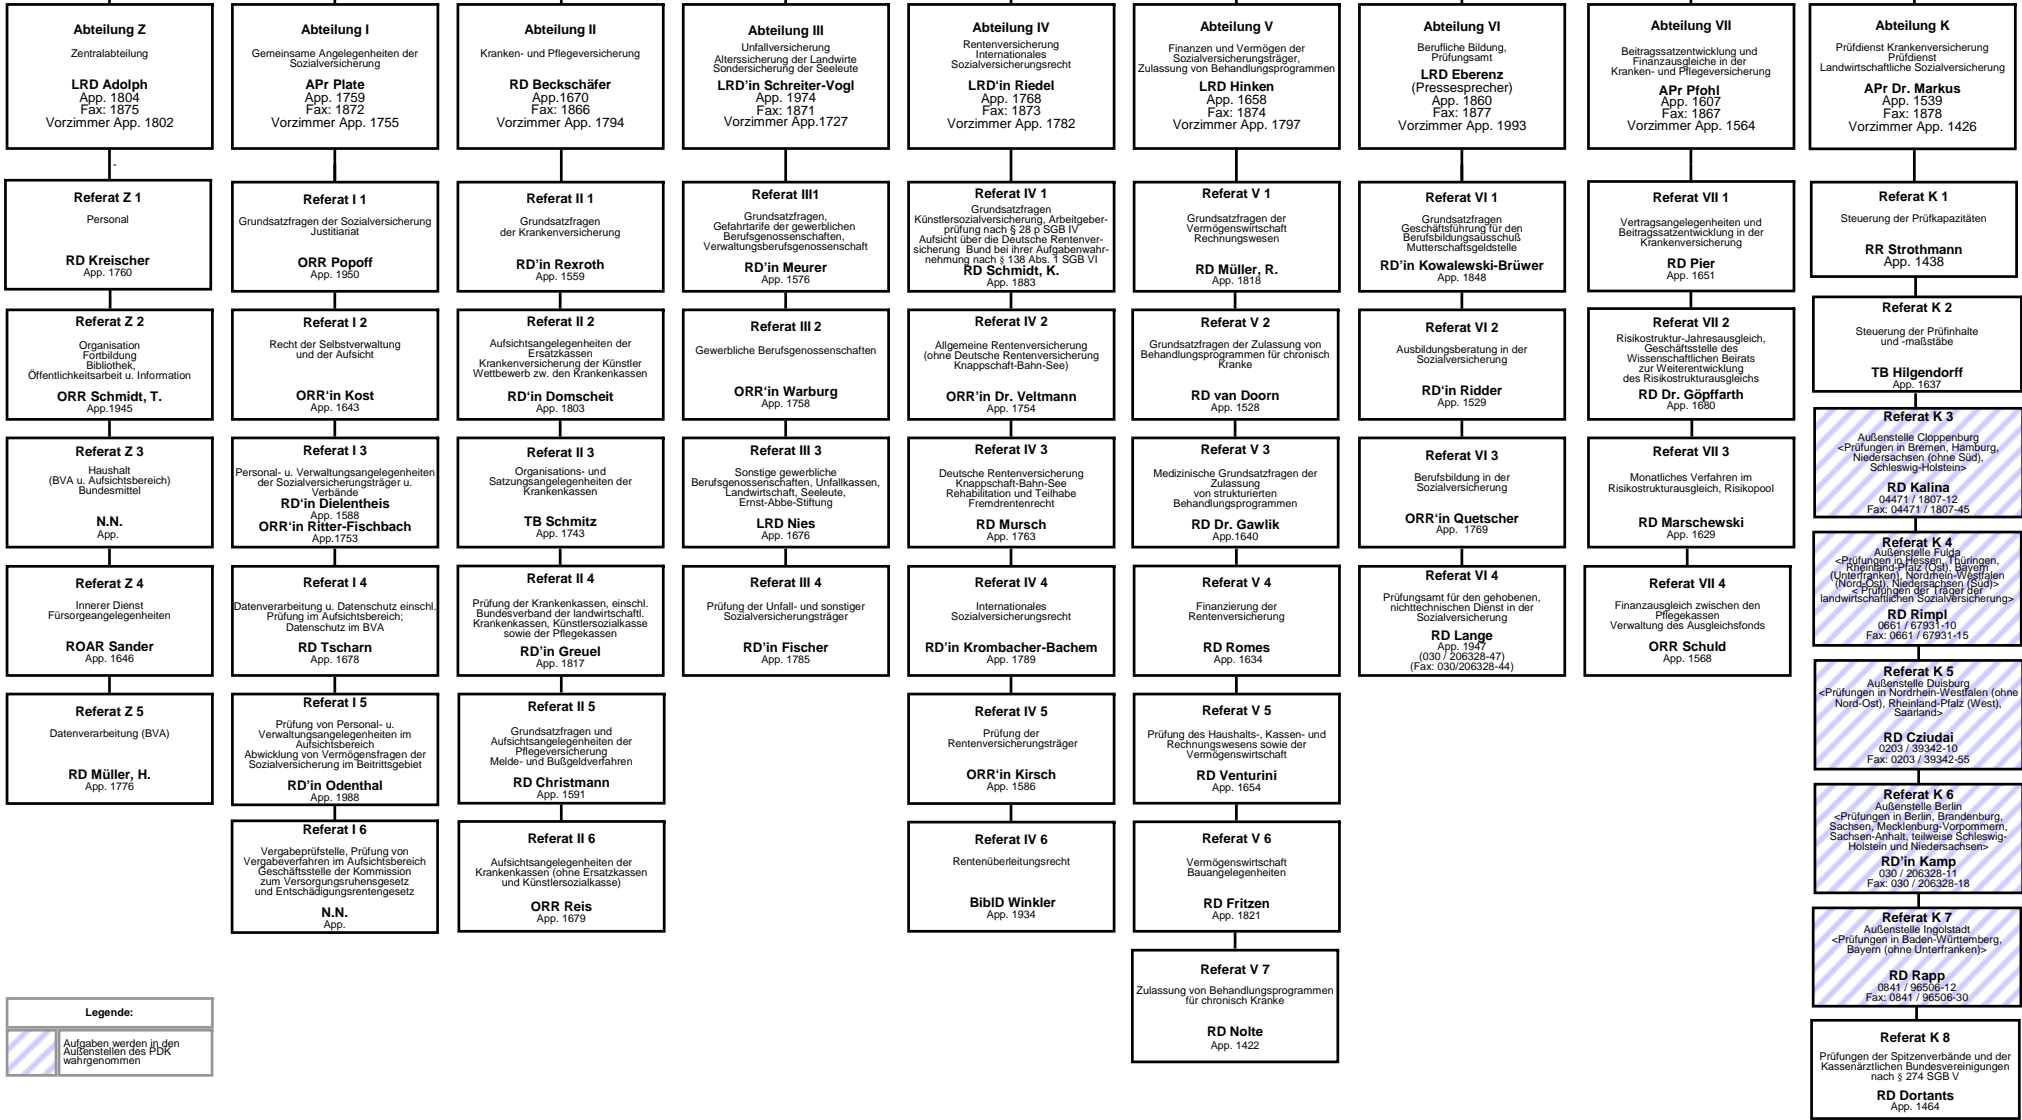 Abteilung Z
Zentralabteilung
LRD Adolph
App. 1804
Fax: 1875
Vorzimmer App. 1802
-
Referat Z 1
Personal
RD Kreischer
App. 1760
Referat Z 2
Organisation
Fortbildung
Bibliothek,
Öffentlichkeitsarbeit u. Information
ORR Schmidt, T.
App.1945
Referat Z 3
Haushalt
(BVA u. Aufsichtsbereich)
Bundesmittel
N.N.
App.
Referat Z 4
Innerer Dienst
Fürsorgeangelegenheiten
ROAR Sander
App. 1646
Referat Z 5
Datenverarbeitung (BVA)
RD Müller, H.
App. 1776
Abteilung I
Gemeinsame Angelegenheiten der
Sozialversicherung
APr Plate
App. 1759
Fax: 1872
Vorzimmer App. 1755
Referat I 1
Grundsatzfragen der Sozialversicherung
Justitiariat
ORR Popoff
App. 1950
Referat I 2
Recht der Selbstverwaltung
und der Aufsicht
ORR‘in Kost
App. 1643
Referat I 3
Personal- u. Verwaltungsangelegenheiten
der Sozialversicherungsträger u.
Verbände
RD‘in Dielentheis
App. 1588
ORR‘in Ritter-Fischbach
App.1753
Referat I 4
Datenverarbeitung u. Datenschutz einschl.
Prüfung im Aufsichtsbereich;
Datenschutz im BVA
RD Tscharn
App. 1678
Referat I 5
Prüfung von Personal- u.
Verwaltungsangelegenheiten im
Aufsichtsbereich
Abwicklung von Vermögensfragen der
Sozialversicherung im Beitrittsgebiet
RD’in Odenthal
App. 1988
Referat I 6
Vergabeprüfstelle, Prüfung von
Vergabeverfahren im Aufsichtsbereich
Geschäftsstelle der Kommission
zum Versorgungsruhensgesetz
und Entschädigungsrentengesetz
N.N.
App.
Abteilung II
Kranken- und Pflegeversicherung
RD Beckschäfer
App.1670
Fax: 1866
Vorzimmer App. 1794
Referat II 1
Grundsatzfragen
der Krankenversicherung
RD’in Rexroth
App. 1559
Referat II 2
Aufsichtsangelegenheiten der
Ersatzkassen
Krankenversicherung der Künstler
Wettbewerb zw. den Krankenkassen
RD‘in Domscheit
App. 1803
Referat II 3
Organisations- und
Satzungsangelegenheiten der
Krankenkassen
TB Schmitz
App. 1743
Referat II 4
Prüfung der Krankenkassen, einschl.
Bundesverband der landwirtschaftl.
Krankenkassen, Künstlersozialkasse
sowie der Pflegekassen
RD’in Greuel
App. 1817
Referat II 5
Grundsatzfragen und
Aufsichtsangelegenheiten der
Pflegeversicherung
Melde- und Bußgeldverfahren
RD Christmann
App. 1591
Referat II 6
Aufsichtsangelegenheiten der
Krankenkassen (ohne Ersatzkassen
und Künstlersozialkasse)
ORR Reis
App. 1679
Abteilung III
Unfallversicherung
Alterssicherung der Landwirte
Sondersicherung der Seeleute
LRD’in Schreiter-Vogl
App. 1974
Fax: 1871
Vorzimmer App.1727
Referat III1
Grundsatzfragen,
Gefahrtarife der gewerblichen
Berufsgenossenschaften,
Verwaltungsberufsgenossenschaft
RD’in Meurer
App. 1576
Referat III 2
Gewerbliche Berufsgenossenschaften
ORR‘in Warburg
App. 1758
Referat III 3
Sonstige gewerbliche
Berufsgenossenschaften, Unfallkassen,
Landwirtschaft, Seeleute,
Ernst-Abbe-Stiftung
LRD Nies
App. 1676
Referat III 4
Prüfung der Unfall- und sonstiger
Sozialversicherungsträger
RD’in Fischer
App. 1785
Abteilung IV
Rentenversicherung
Internationales
Sozialversicherungsrecht
LRD‘in Riedel
App. 1768
Fax: 1873
Vorzimmer App. 1782
Referat IV 1
Grundsatzfragen
Künstlersozialversicherung, Arbeitgeber-
prüfung nach § 28 p SGB IV
Aufsicht über die Deutsche Rentenver-
sicherung Bund bei ihrer Aufgabenwahr-
nehmung nach § 138 Abs. 1 SGB VI
RD Schmidt, K.
App. 1883
Referat IV 2
Allgemeine Rentenversicherung
(ohne Deutsche Rentenversicherung
Knappschaft-Bahn-See)
ORR’in Dr. Veltmann
App. 1754
Referat IV 3
Deutsche Rentenversicherung
Knappschaft-Bahn-See
Rehabilitation und Teilhabe
Fremdrentenrecht
RD Mursch
App. 1763
Referat IV 4
Internationales
Sozialversicherungsrecht
RD’in Krombacher-Bachem
App. 1789
Referat IV 5
Prüfung der
Rentenversicherungsträger
ORR’in Kirsch
App. 1586
Referat IV 6
Rentenüberleitungsrecht
BiblD Winkler
App. 1934
Abteilung V
Finanzen und Vermögen der
Sozialversicherungsträger,
Zulassung von Behandlungsprogrammen
LRD Hinken
App. 1658
Fax: 1874
Vorzimmer App. 1797
Referat V 1
Grundsatzfragen der
Vermögenswirtschaft
Rechnungswesen
RD Müller, R.
App. 1818
Referat V 2
Grundsatzfragen der Zulassung von
Behandlungsprogrammen für chronisch
Kranke
RD van Doorn
App. 1528
Referat V 3
Medizinische Grundsatzfragen der
Zulassung
von strukturierten
Behandlungsprogrammen
RD Dr. Gawlik
App.1640
Referat V 4
Finanzierung der
Rentenversicherung
RD Romes
App. 1634
Referat V 5
Prüfung des Haushalts-, Kassen- und
Rechnungswesens sowie der
Vermögenswirtschaft
RD Venturini
App. 1654
Referat V 6
Vermögenswirtschaft
Bauangelegenheiten
RD Fritzen
App. 1821
Referat V 7
Zulassung von Behandlungsprogrammen
für chronisch Kranke
RD Nolte
App. 1422
Abteilung VI
Berufliche Bildung,
Prüfungsamt
LRD Eberenz
(Pressesprecher)
App. 1860
Fax: 1877
Vorzimmer App. 1993
Referat VI 1
Grundsatzfragen
Geschäftsführung für den
Berufsbildungsausschuß
Mutterschaftsgeldstelle
RD’in Kowalewski-Brüwer
App. 1848
Referat VI 2
Ausbildungsberatung in der
Sozialversicherung
RD’in Ridder
App. 1529
Referat VI 3
Berufsbildung in der
Sozialversicherung
ORR‘in Quetscher
App. 1769
Referat VI 4
Prüfungsamt für den gehobenen,
nichttechnischen Dienst in der
Sozialversicherung
RD Lange
App. 1947
(030 / 206328-47)
(Fax: 030/206328-44)
Abteilung VII
Beitragssatzentwicklung und
Finanzausgleiche in der
Kranken- und Pflegeversicherung
APr Pfohl
App. 1607
Fax: 1867
Vorzimmer App. 1564
Referat VII 1
Vertragsangelegenheiten und
Beitragssatzentwicklung in der
Krankenversicherung
RD Pier
App. 1651
Referat VII 2
Risikostruktur-Jahresausgleich,
Geschäftsstelle des
Wissenschaftlichen Beirats
zur Weiterentwicklung
des Risikostrukturausgleichs
RD Dr. Göpffarth
App. 1680
Referat VII 3
Monatliches Verfahren im
Risikostrukturausgleich, Risikopool
RD Marschewski
App. 1629
Referat VII 4
Finanzausgleich zwischen den
Pflegekassen
Verwaltung des Ausgleichsfonds
ORR Schuld
App. 1568
Abteilung K
Prüfdienst Krankenversicherung
Prüfdienst
Landwirtschaftliche Sozialversicherung
APr Dr. Markus
App. 1539
Fax: 1878
Vorzimmer App. 1426
Referat K 1
Steuerung der Prüfkapazitäten
RR Strothmann
App. 1438
Referat K 2
Steuerung der Prüfinhalte
und -maßstäbe
TB Hilgendorff
App. 1637
Referat K 3
Außenstelle Cloppenburg
<Prüfungen in Bremen, Hamburg,
Niedersachsen (ohne Süd),
Schleswig-Holstein>
RD Kalina
04471 / 1807-12
Fax: 04471 / 1807-45
Referat K 4
Außenstelle Fulda
<Prüfungen in Hessen, Thüringen,
Rheinland-Pfalz (Ost), Bayern
(Unterfranken), Nordrhein-Westfalen
(Nord-Ost), Niedersachsen (Süd)>
< Prüfungen der Träger der
landwirtschaftlichen Sozialversicherung>
RD Rimpl
0661 / 67931-10
Fax: 0661 / 67931-15
Referat K 5
Außenstelle Duisburg
<Prüfungen in Nordrhein-Westfalen (ohne
Nord-Ost), Rheinland-Pfalz (West),
Saarland>
RD Cziudai
0203 / 39342-10
Fax: 0203 / 39342-55
Referat K 6
Außenstelle Berlin
<Prüfungen in Berlin, Brandenburg,
Sachsen, Mecklenburg-Vorpommern,
Sachsen-Anhalt, teilweise Schleswig-
Holstein und Niedersachsen>
RD’in Kamp
030 / 206328-11
Fax: 030 / 206328-18
Referat K 7
Außenstelle Ingolstadt
<Prüfungen in Baden-Württemberg,
Bayern (ohne Unterfranken)>
RD Rapp
0841 / 96506-12
Fax: 0841 / 96506-30
Referat K 8
Prüfungen der Spitzenverbände und der
Kassenärztlichen Bundesvereinigungen
nach § 274 SGB V
RD Dortants
App. 1464
Legende:
Aufgaben werden in den
Außenstellen des PDK
wahrgenommen